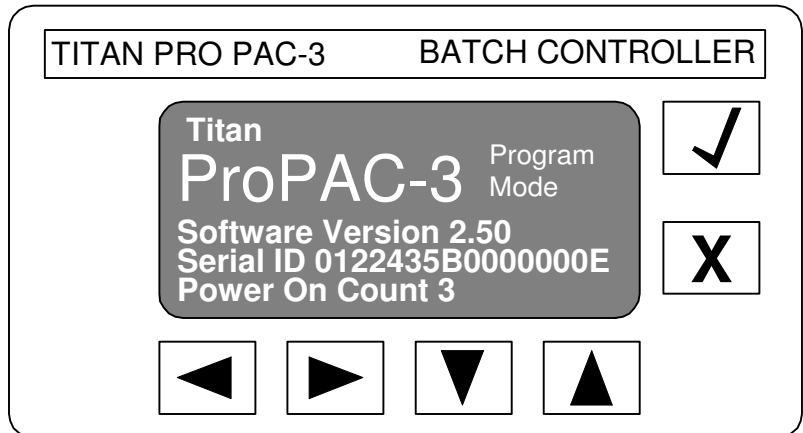 TITAN PRO PAC-3 BATCH CONTROLLER
Titan
ProPAC-3 Program Mode
Software Version 2.50
Serial ID 0122435B0000000E
Power On Count 3
X